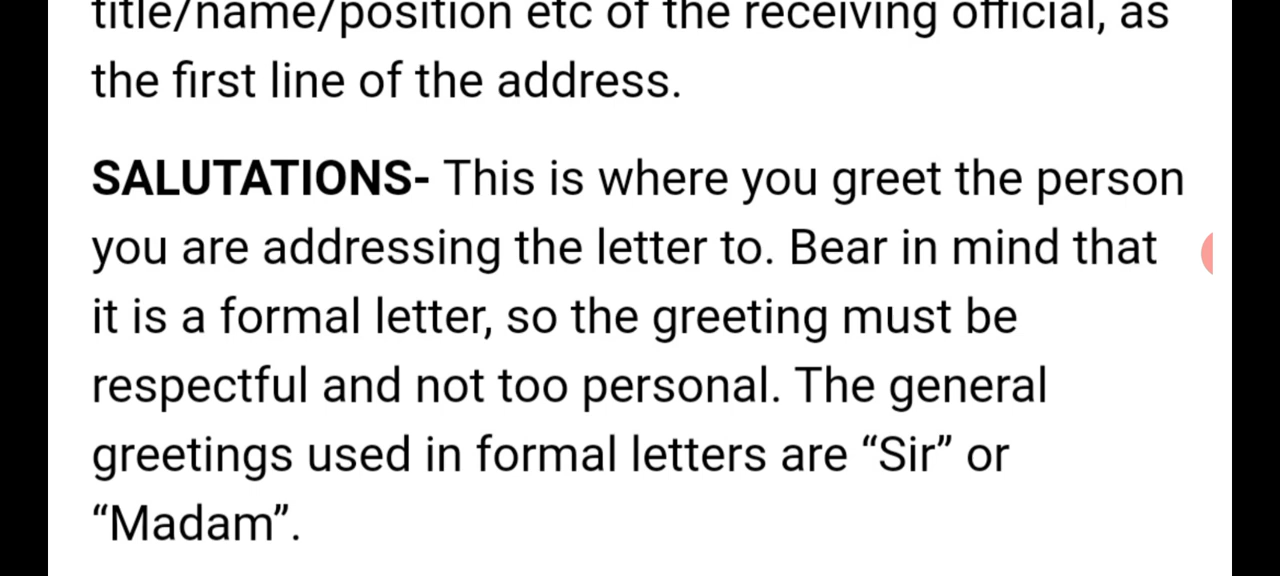 title/name/position etc of the receiving official, as
the first line of the address.
SALUTATIONS- This is where you greet the person
you are addressing the letter to. Bear in mind that
it is a formal letter, so the greeting must be
respectful and not too personal. The general
greetings used in formal letters are “Sir” or
“Madam”.